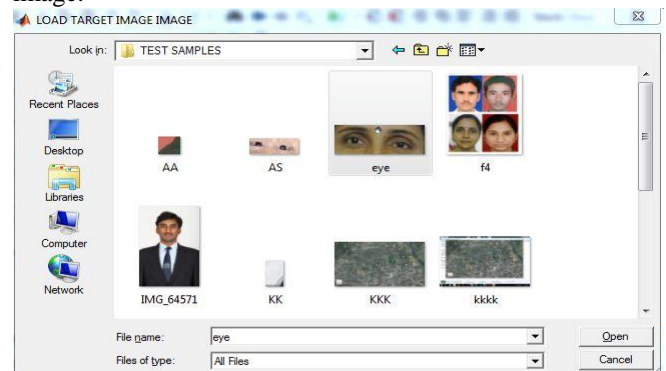 image.
LOAD TARGET IMAGE IMAGE
Look in: TEST SAMPLES
Recent Places
Desktop
Libraries
Computer
Network
AA AS eye f4
IMG_64571 KK KKK kkkk
File name: eye Open
Files of type: All Files Cancel